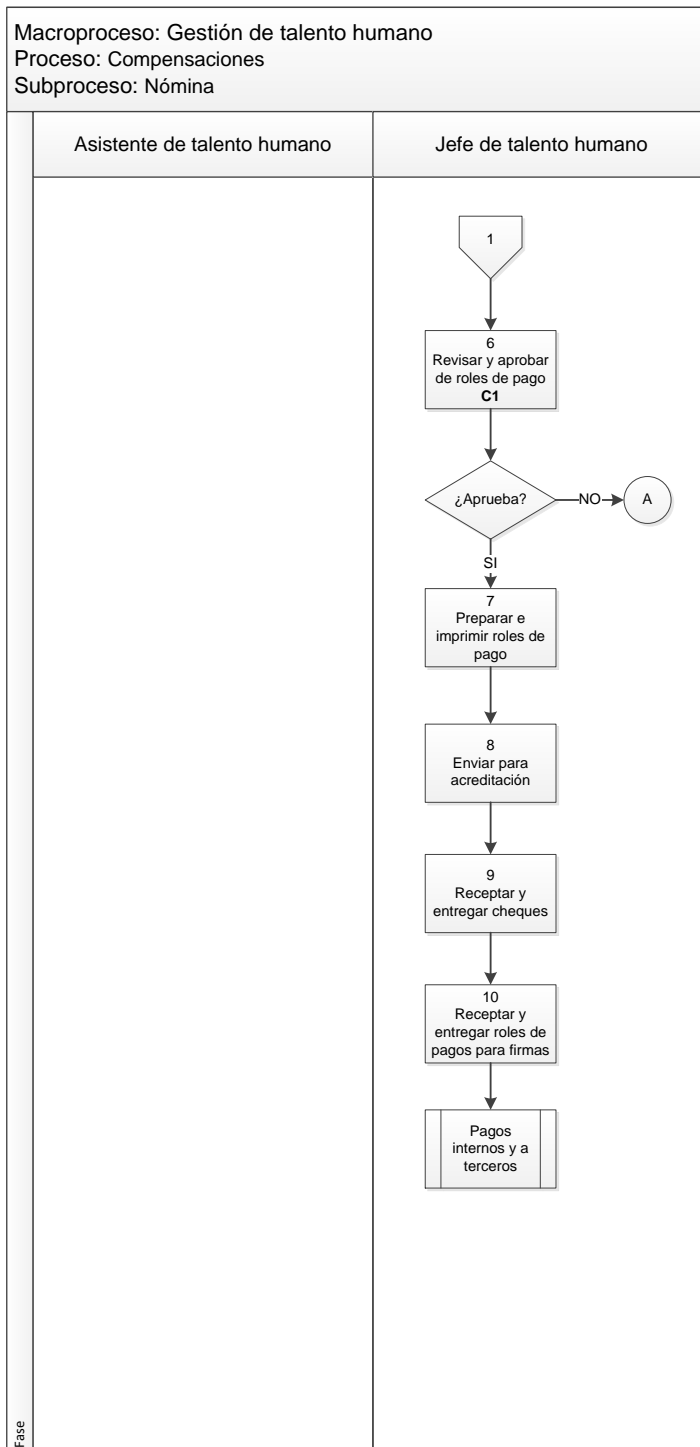 Macroproceso: Gestión de talento humano
Proceso: Compensaciones
Subproceso: Nómina
Asistente de talento humano
Jefe de talento humano
1
6
Revisar y aprobar
de roles de pago
C1
¿Aprueba?
NO
A
SI
7
Preparar e
imprimir roles de
pago
8
Enviar para
acreditación
9
Receptar y
entregar cheques
10
Receptar y
entregar roles de
pagos para firmas
Pagos
internos y a
terceros
Fase